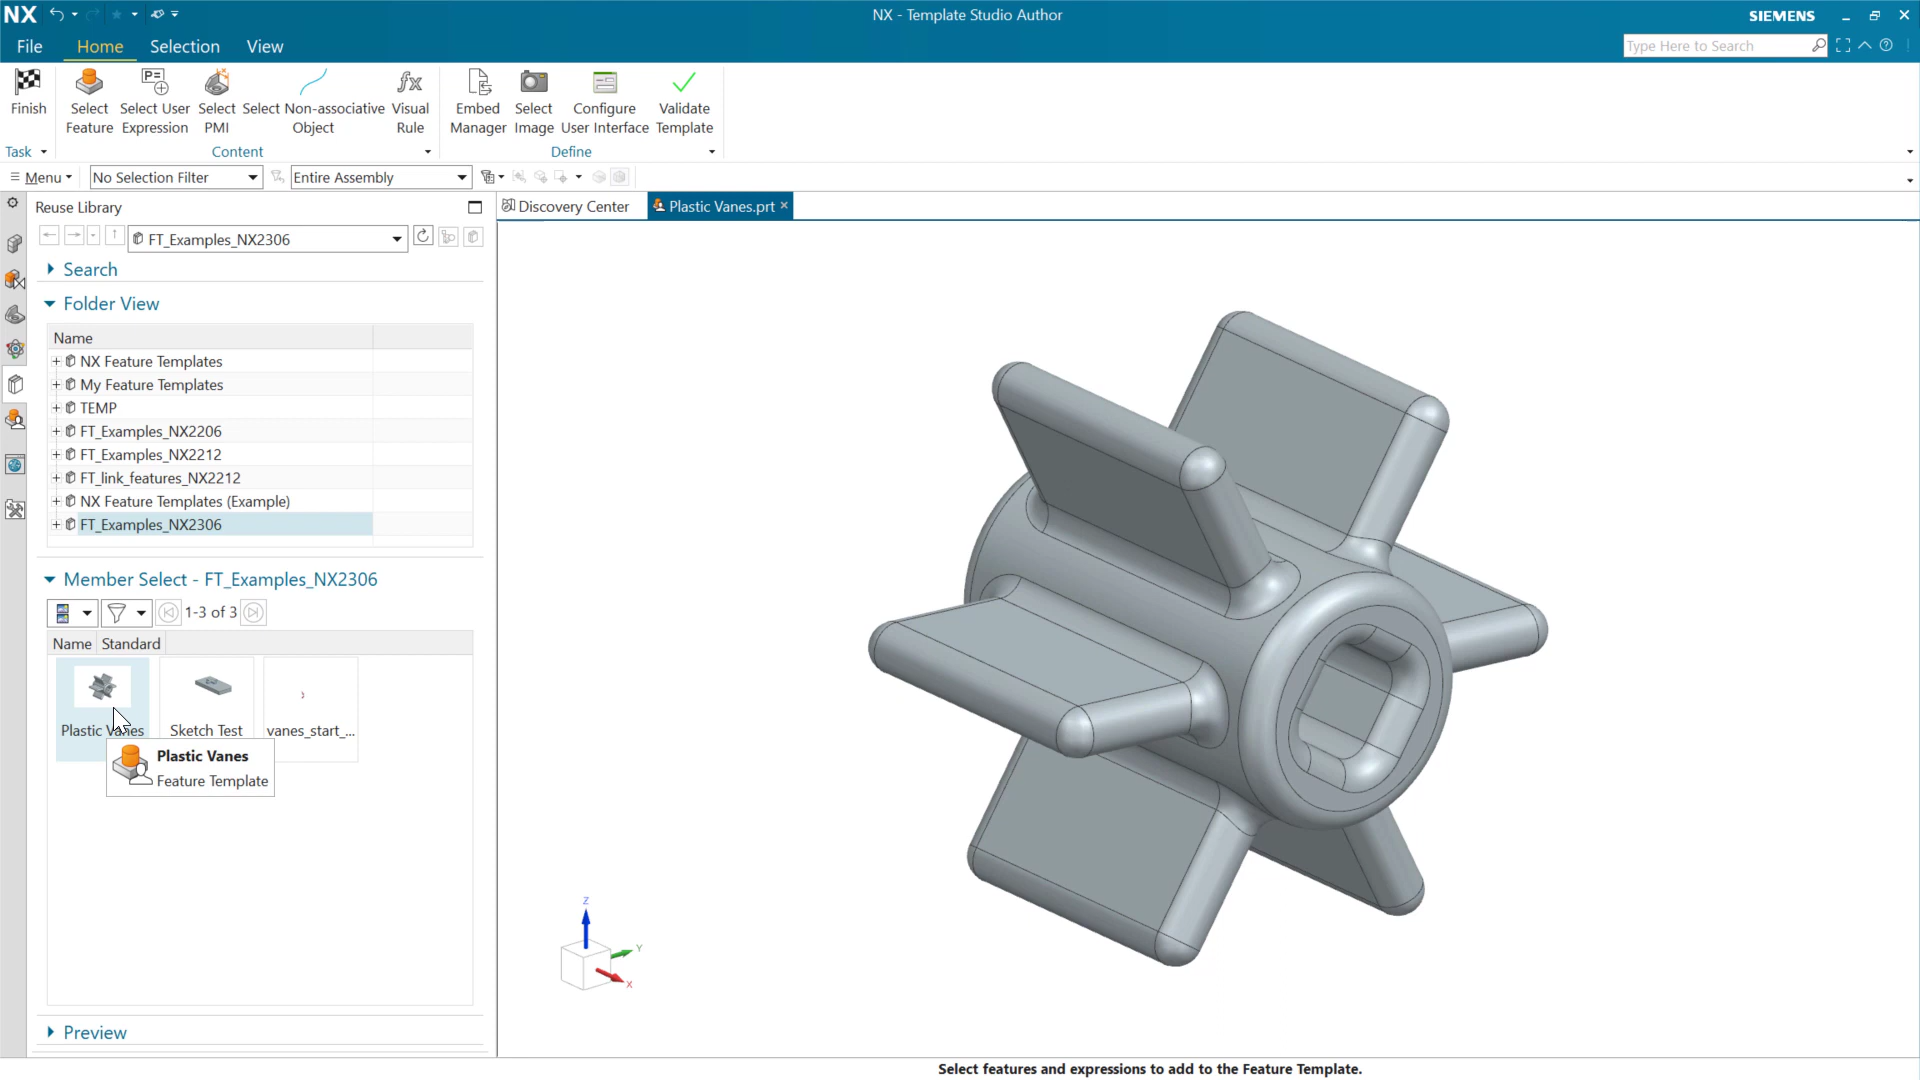 NX
NX - Template Studio Author
SIEMENS
File
Home
Selection
View
Type Here to Search
Finish
Select Feature
Select User Expression
Select PMI
Select Non-associative Object
Visual Rule
Embed Manager
Select Image
Configure User Interface
Validate Template
Task
Content
Define
Menu
No Selection Filter
Entire Assembly
Reuse Library
Discovery Center
Plastic Vanes.prt
FT_Examples_NX2306
Search
Folder View
Name
NX Feature Templates
My Feature Templates
TEMP
FT_Examples_NX2206
FT_Examples_NX2212
FT_link_features_NX2212
NX Feature Templates (Example)
FT_Examples_NX2306
Member Select - FT_Examples_NX2306
1-3 of 3
Name Standard
Plastic Vanes
Sketch Test
vanes_start_...
Plastic Vanes
Feature Template
Z
Y
X
Preview
Select features and expressions to add to the Feature Template.